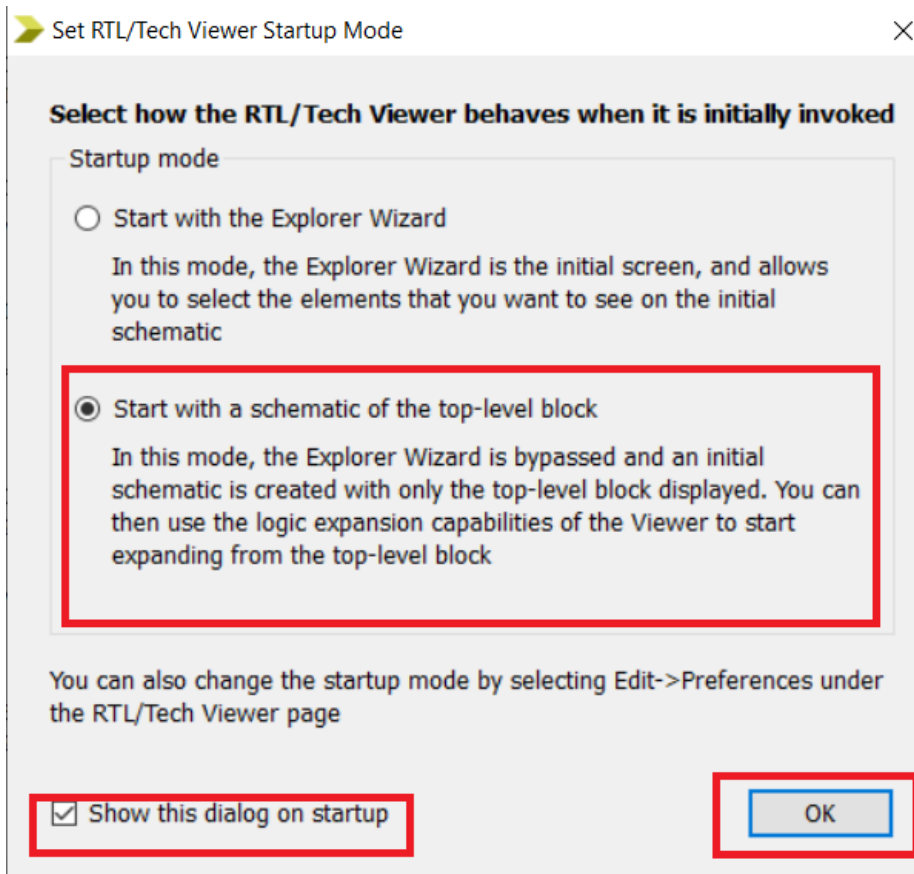 Set RTL/Tech Viewer Startup Mode
Select how the RTL/Tech Viewer behaves when it is initially invoked
Startup mode
Start with the Explorer Wizard
In this mode, the Explorer Wizard is the initial screen, and allows
you to select the elements that you want to see on the initial
schematic
Start with a schematic of the top-level block
In this mode, the Explorer Wizard is bypassed and an initial
schematic is created with only the top-level block displayed. You can
then use the logic expansion capabilities of the Viewer to start
expanding from the top-level block
You can also change the startup mode by selecting Edit->Preferences under
the RTL/Tech Viewer page
Show this dialog on startup
OK